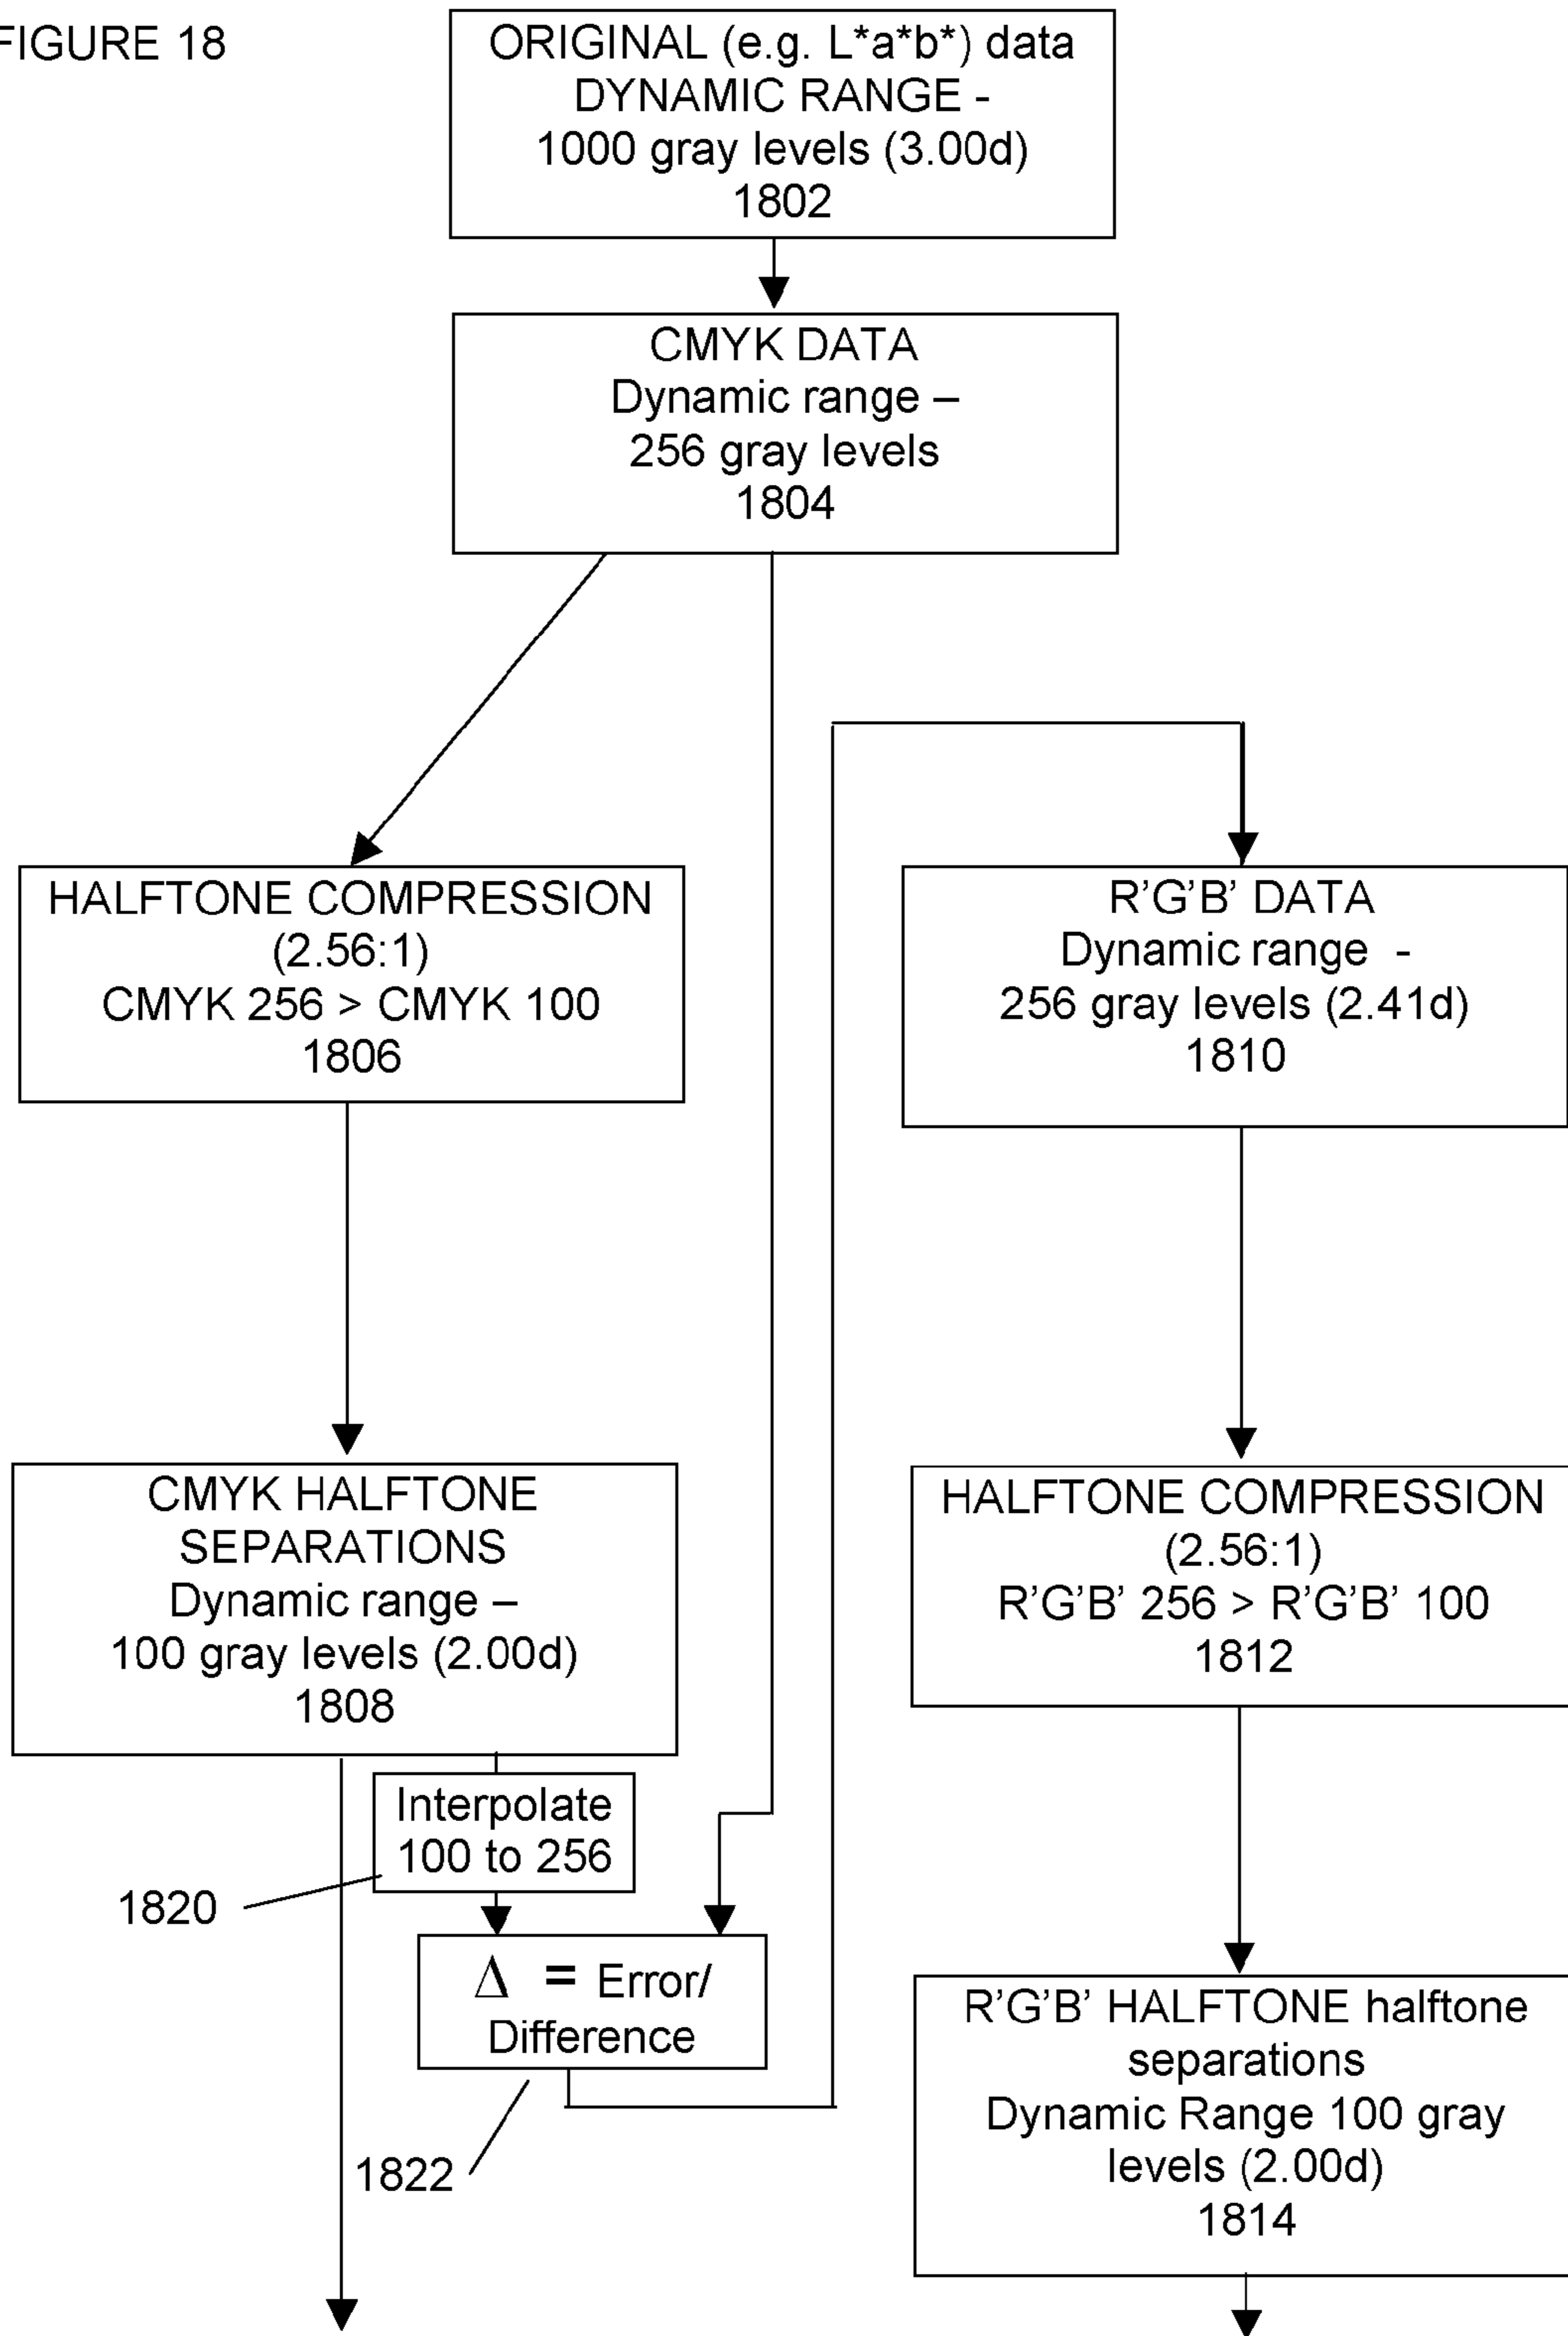 FIGURE 18
ORIGINAL (e.g. L*a*b*) data
DYNAMIC RANGE -
1000 gray levels (3.00d)
1802
CMYK DATA
Dynamic range –
256 gray levels
1804
HALFTONE COMPRESSION
(2.56:1)
CMYK 256 > CMYK 100
1806
R'G'B' DATA
Dynamic range -
256 gray levels (2.41d)
1810
CMYK HALFTONE
SEPARATIONS
Dynamic range –
100 gray levels (2.00d)
1808
HALFTONE COMPRESSION
(2.56:1)
R'G'B' 256 > R'G'B' 100
1812
Interpolate
100 to 256
1820
Δ = Error/
Difference
1822
R'G'B' HALFTONE halftone
separations
Dynamic Range 100 gray
levels (2.00d)
1814